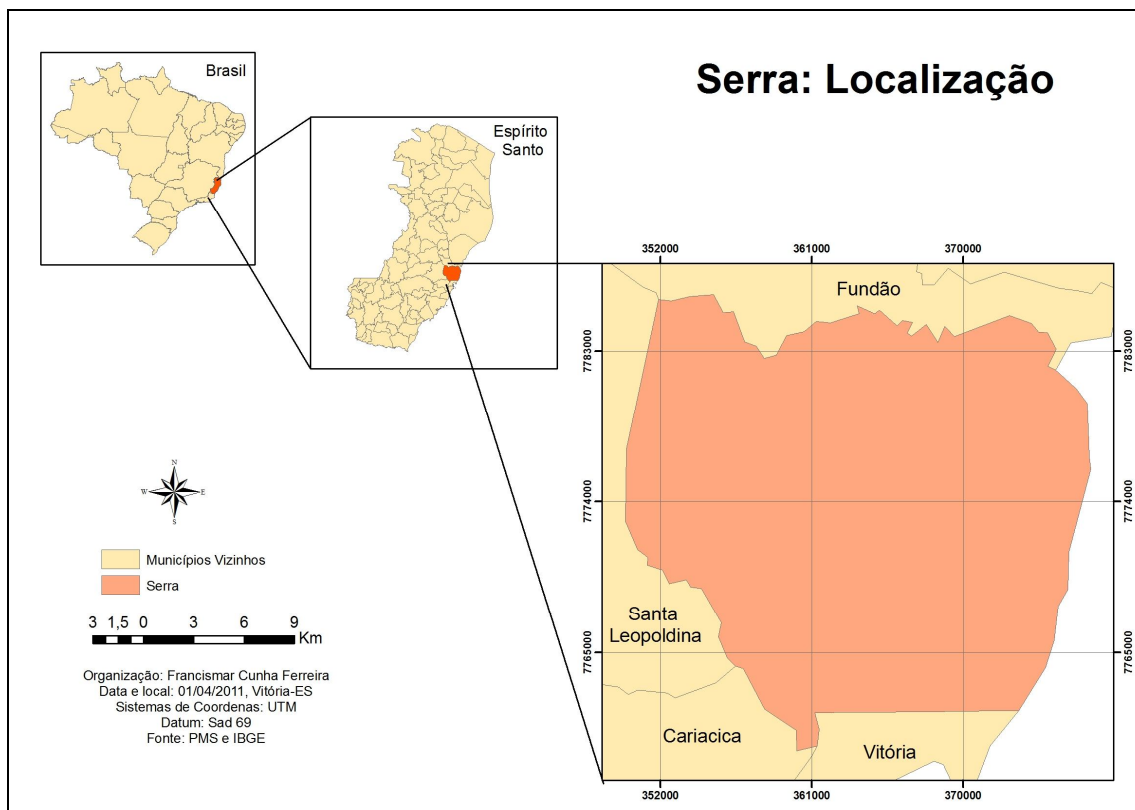 Serra: Localização
Brasil
Espírito
Santo
352000
361000
370000
Fundão
7783000
7783000
7774000
7774000
Santa
Leopoldina
7765000
7765000
Cariacica
Vitória
352000
361000
370000
N
W
E
S
Municípios Vizinhos
Serra
3 1,5 0 3 6 9
Km
Organização: Francismar Cunha Ferreira
Data e local: 01/04/2011, Vitória-ES
Sistemas de Coordenas: UTM
Datum: Sad 69
Fonte: PMS e IBGE